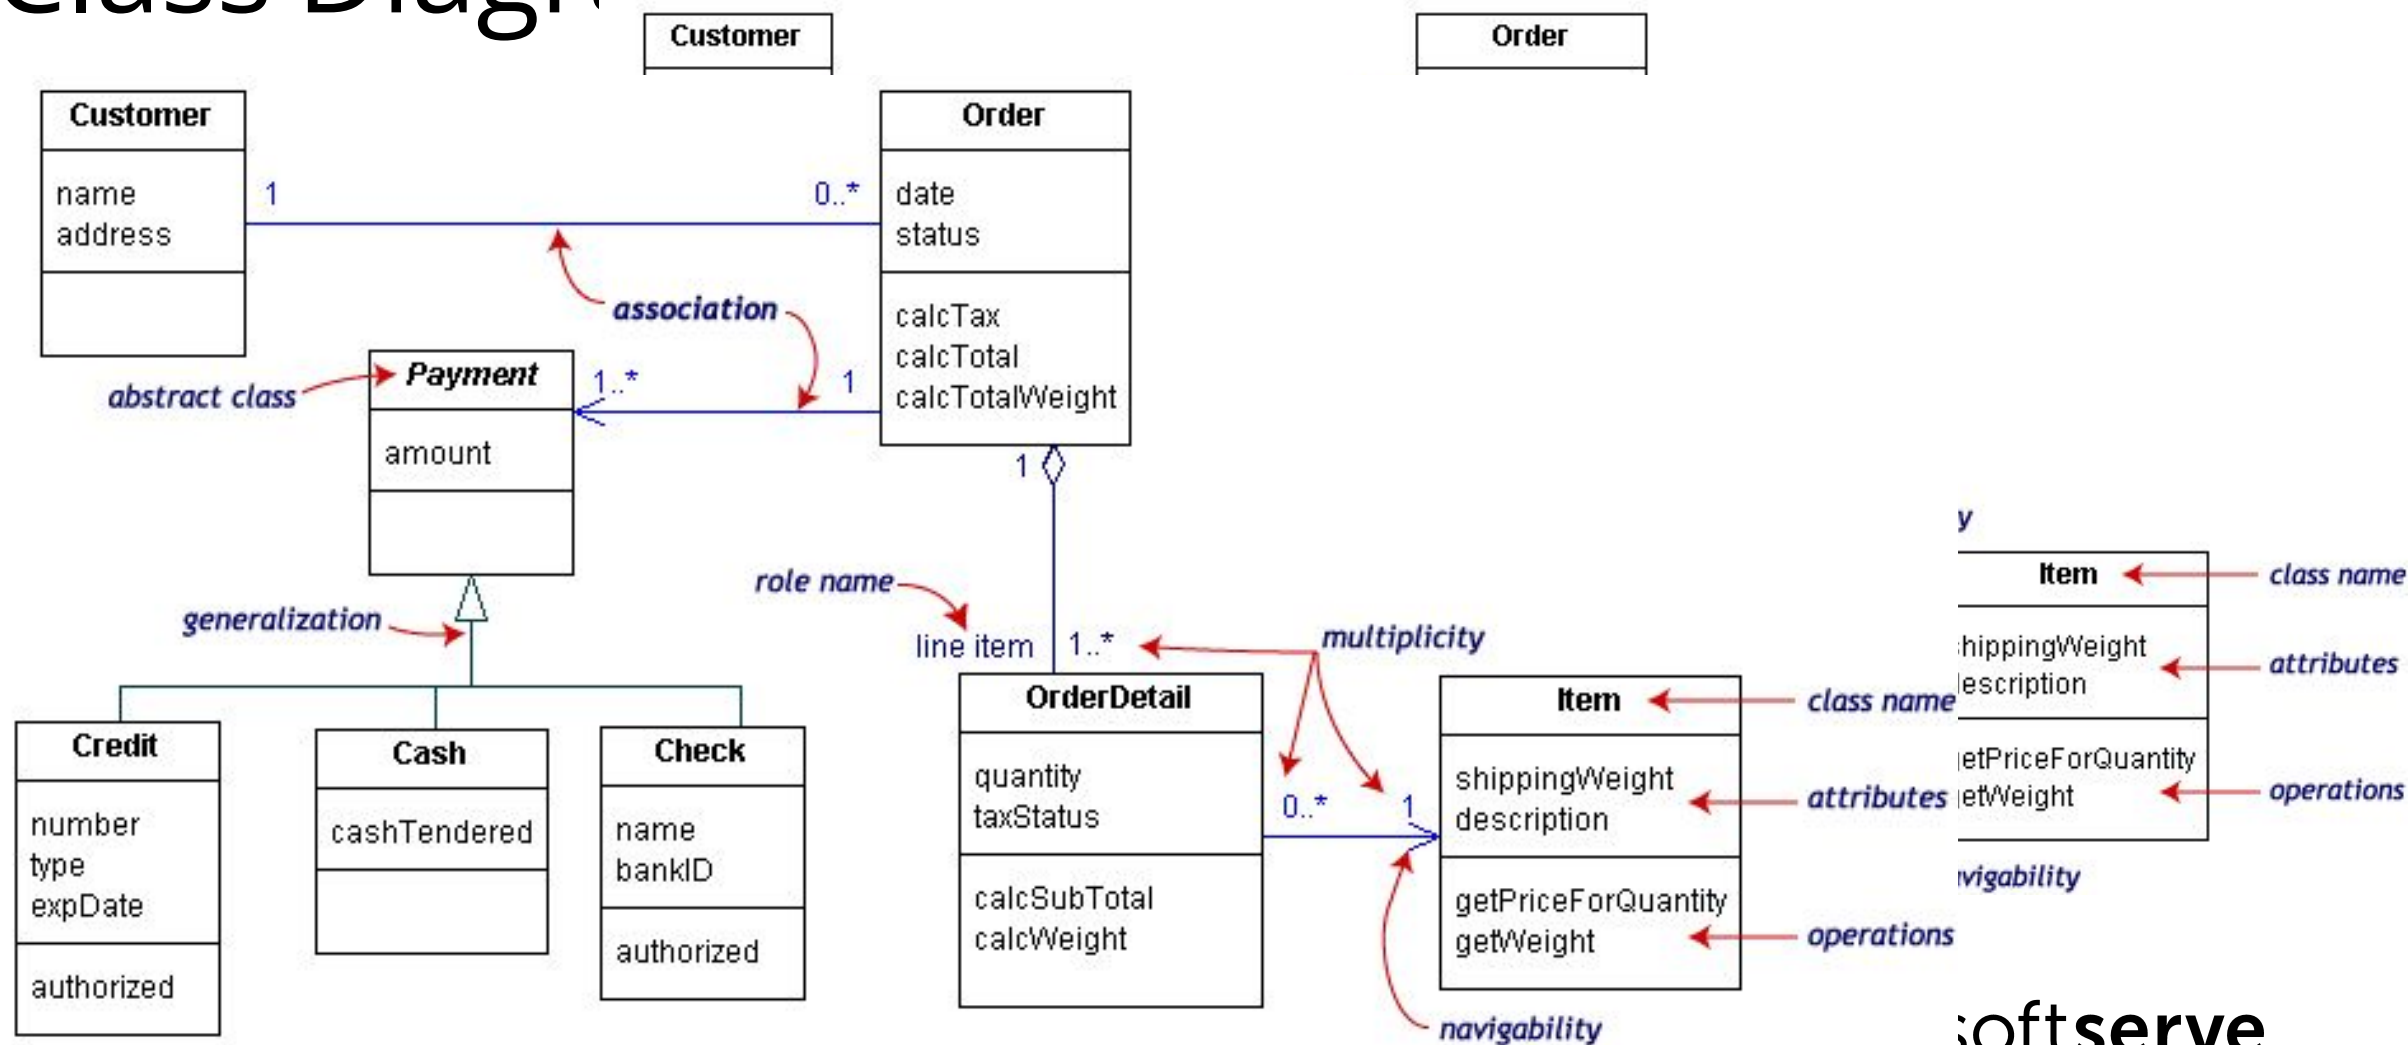 Class
Customer
Order
Customer
name
address
1
0..*
Order
date
status
calcTax
calcTotal
calcTotalWeight
association
abstract class
Payment
amount
1..*
1
1
generalization
role name
line item
1..*
multiplicity
Credit
number
type
expDate
authorized
Cash
cashTendered
Check
name
bankID
authorized
OrderDetail
quantity
taxStatus
calcSubTotal
calcWeight
0..*
1
Item
shippingWeight
description
getPriceForQuantity
getWeight
class name
attributes
operations
navigability
y
Item
hippingWeight
escription
etPriceForQuantity
etWeight
class name
attributes
operations
vigability
softserve